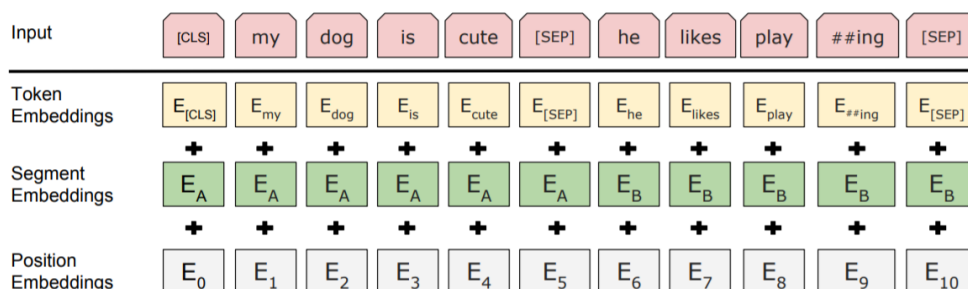 Input [CLS] my dog is cute [SEP] he likes play ##ing [SEP]
Token
Embeddings
E[CLS] Emy Edog Eis Ecute E[SEP] Ehe Elikes Eplay E##ing E[SEP]
+ + + + + + + + + + +
Segment
Embeddings
EA EA EA EA EA EA EB EB EB EB EB
+ + + + + + + + + + +
Position
Embeddings
E0 E1 E2 E3 E4 E5 E6 E7 E8 E9 E10